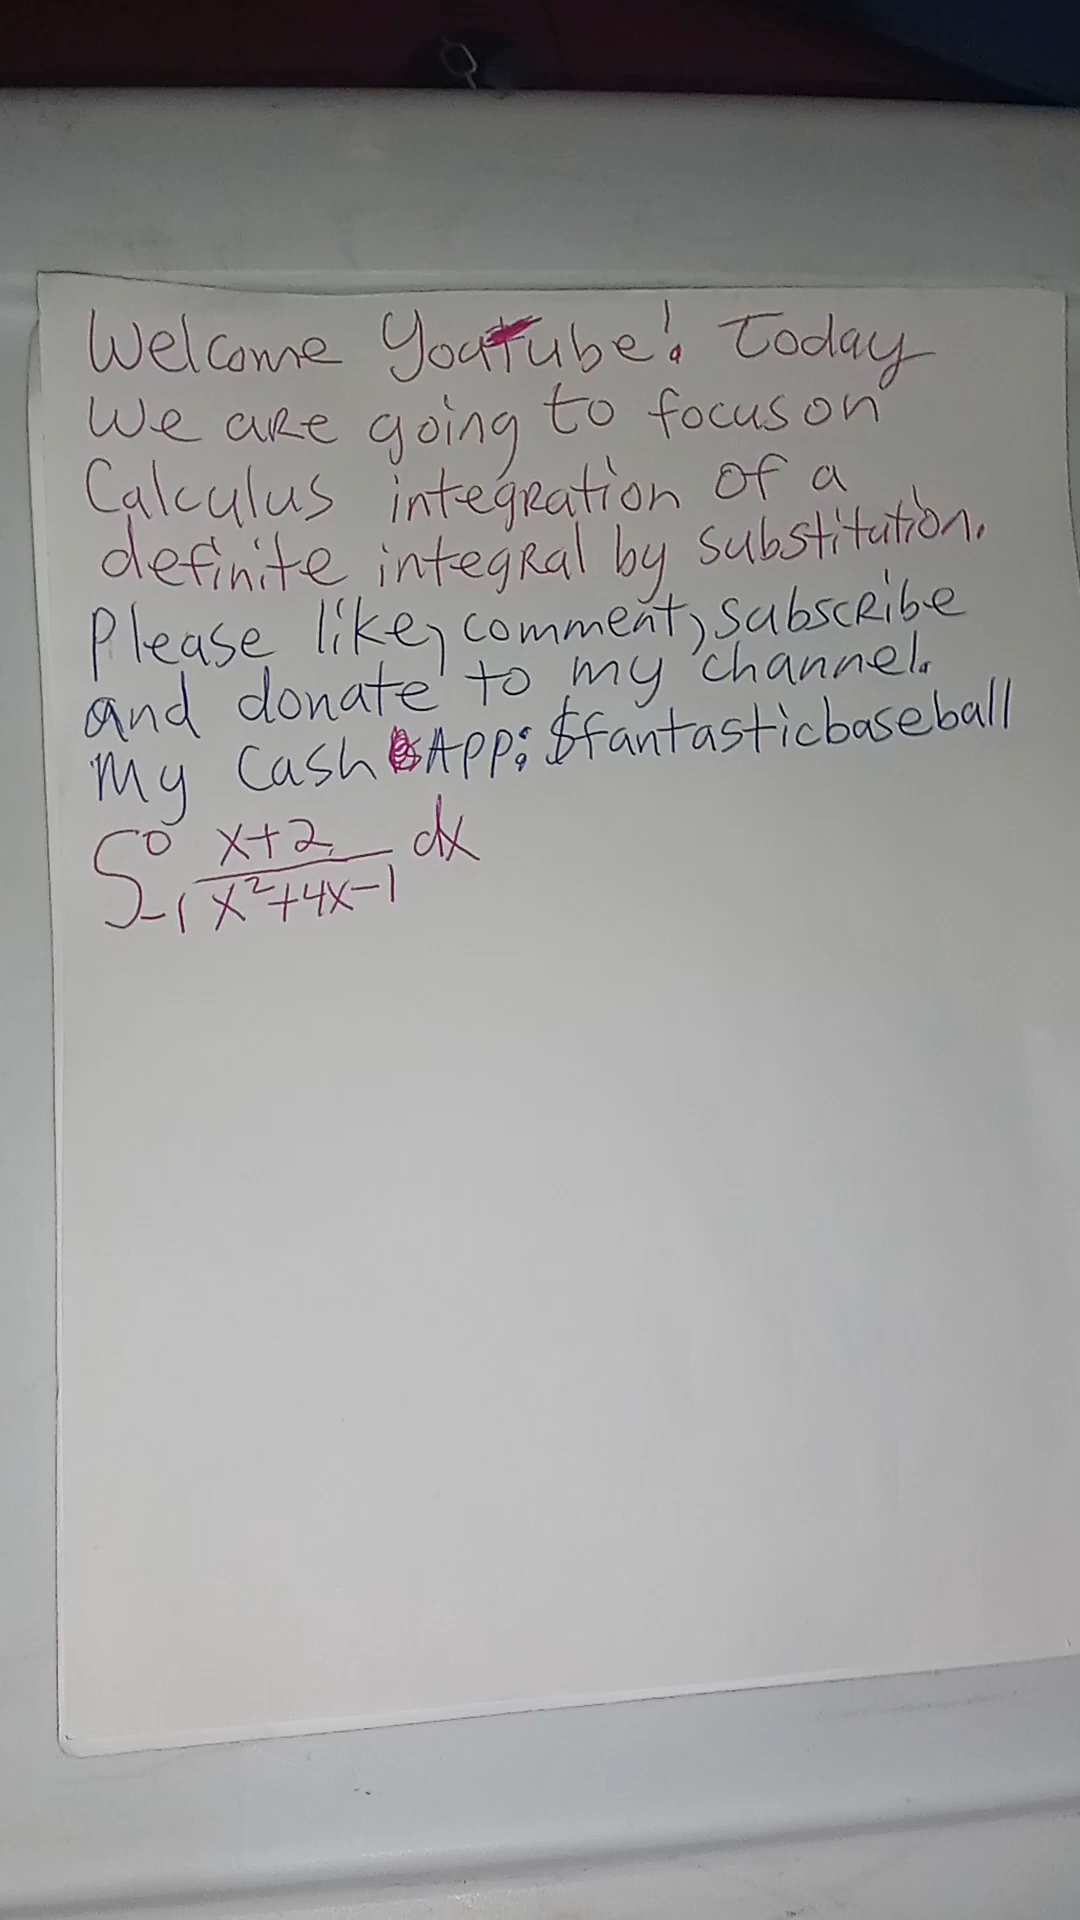 Welcome YouTube! Today
we are going to focus on
Calculus integration of a
definite integral by substitution.
Please like, comment, subscribe
and donate to my channel.
My Cash App: $fantasticbaseball
∫₋₁⁰ (x+2)/(x²+4x-1) dx